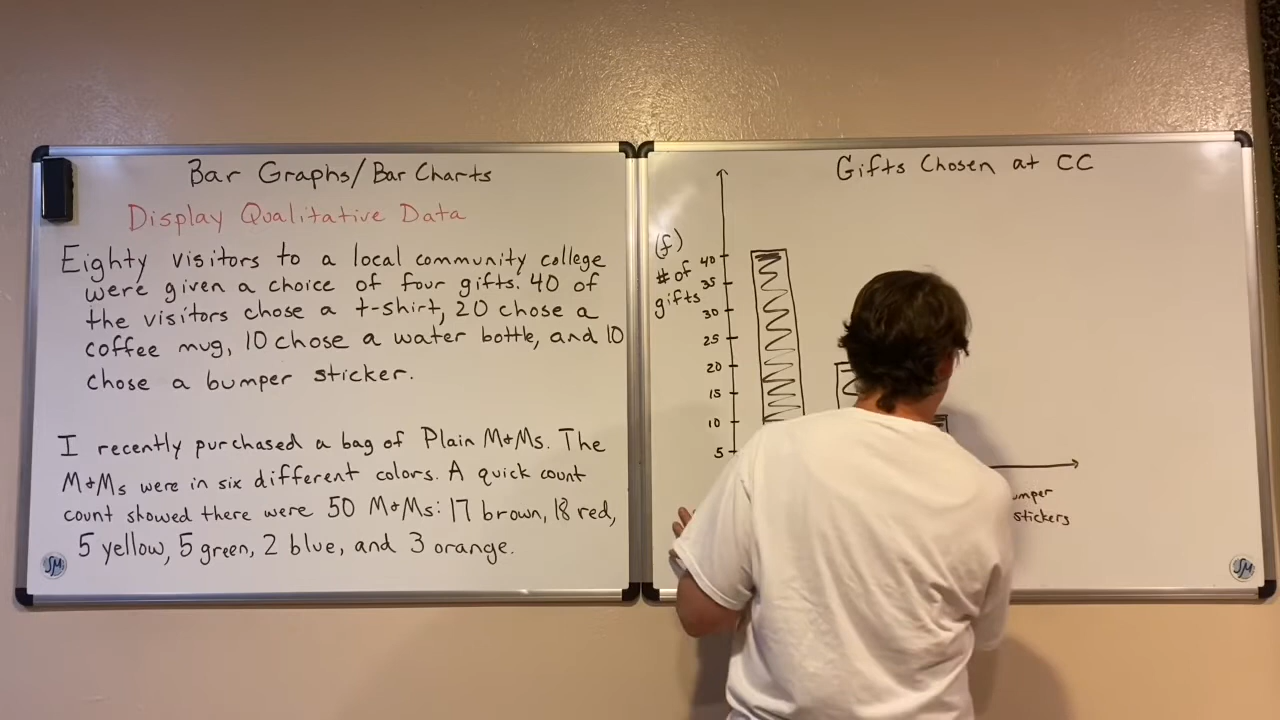 Bar Graphs/Bar Charts
Display Qualitative Data
Eighty visitors to a local community college
were given a choice of four gifts. 40 of
the visitors chose a t-shirt, 20 chose a
coffee mug, 10 chose a water bottle, and 10
chose a bumper sticker.
I recently purchased a bag of Plain M&Ms. The
M&Ms were in six different colors. A quick count
count showed there were 50 M&Ms: 17 brown, 18 red,
5 yellow, 5 green, 2 blue, and 3 orange.
SM
Gifts Chosen at CC
(f)
# of
gifts
40
35
30
25
20
15
10
5
stickers
SM